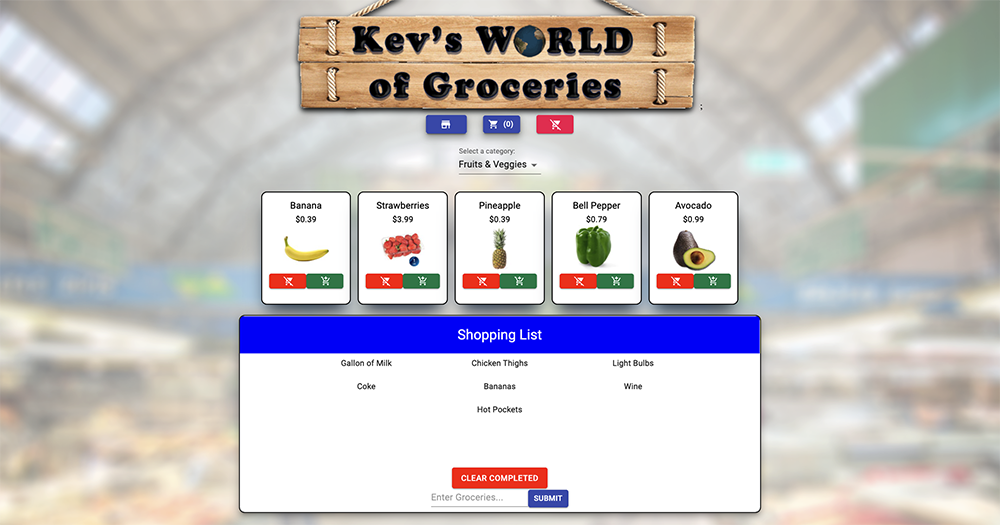 Kev's WORLD
of Groceries
:
(0)
Select a category:
Fruits & Veggies
Banana
$0.39
Strawberries
$3.99
Pineapple
$0.39
Bell Pepper
$0.79
Avocado
$0.99
Shopping List
Gallon of Milk Chicken Thighs Light Bulbs
Coke Bananas Wine
Hot Pockets
CLEAR COMPLETED
Enter Groceries... SUBMIT